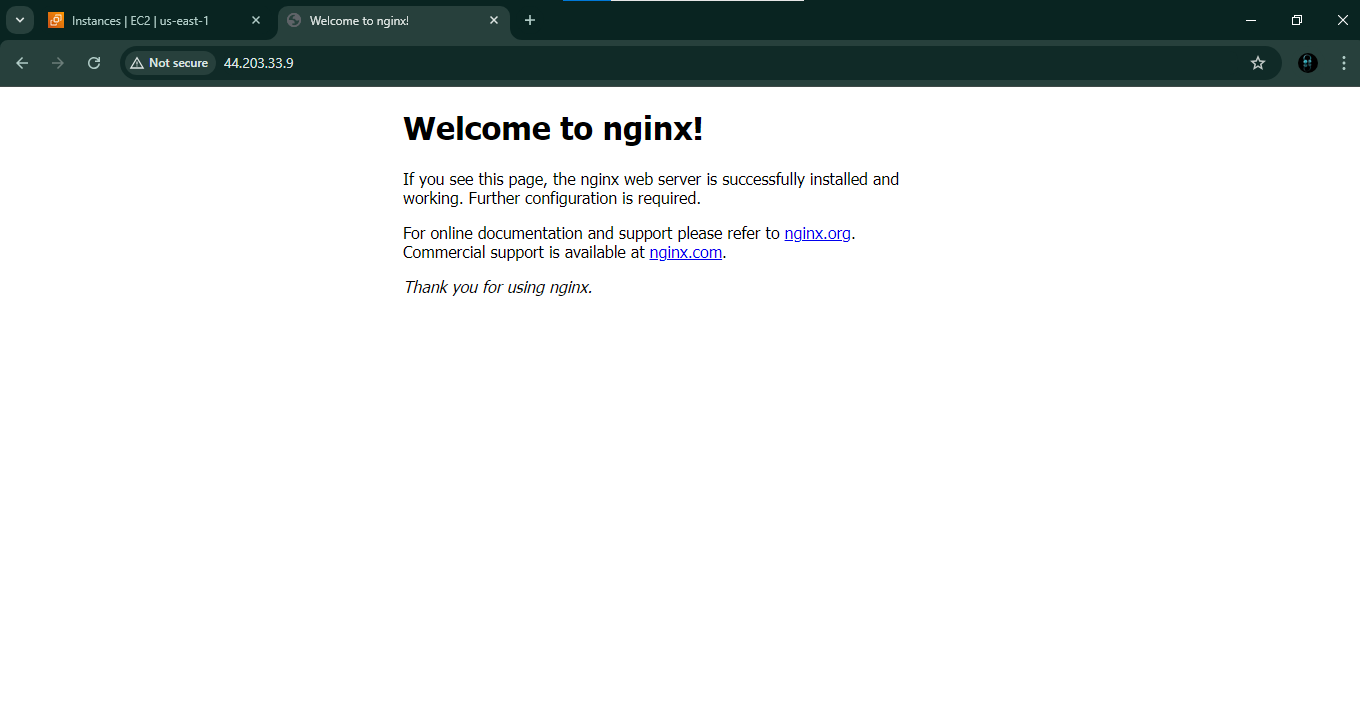 Instances | EC2 | us-east-1
Welcome to nginx!
Not secure
44.203.33.9
Welcome to nginx!
If you see this page, the nginx web server is successfully installed and
working. Further configuration is required.
For online documentation and support please refer to nginx.org.
Commercial support is available at nginx.com.
Thank you for using nginx.